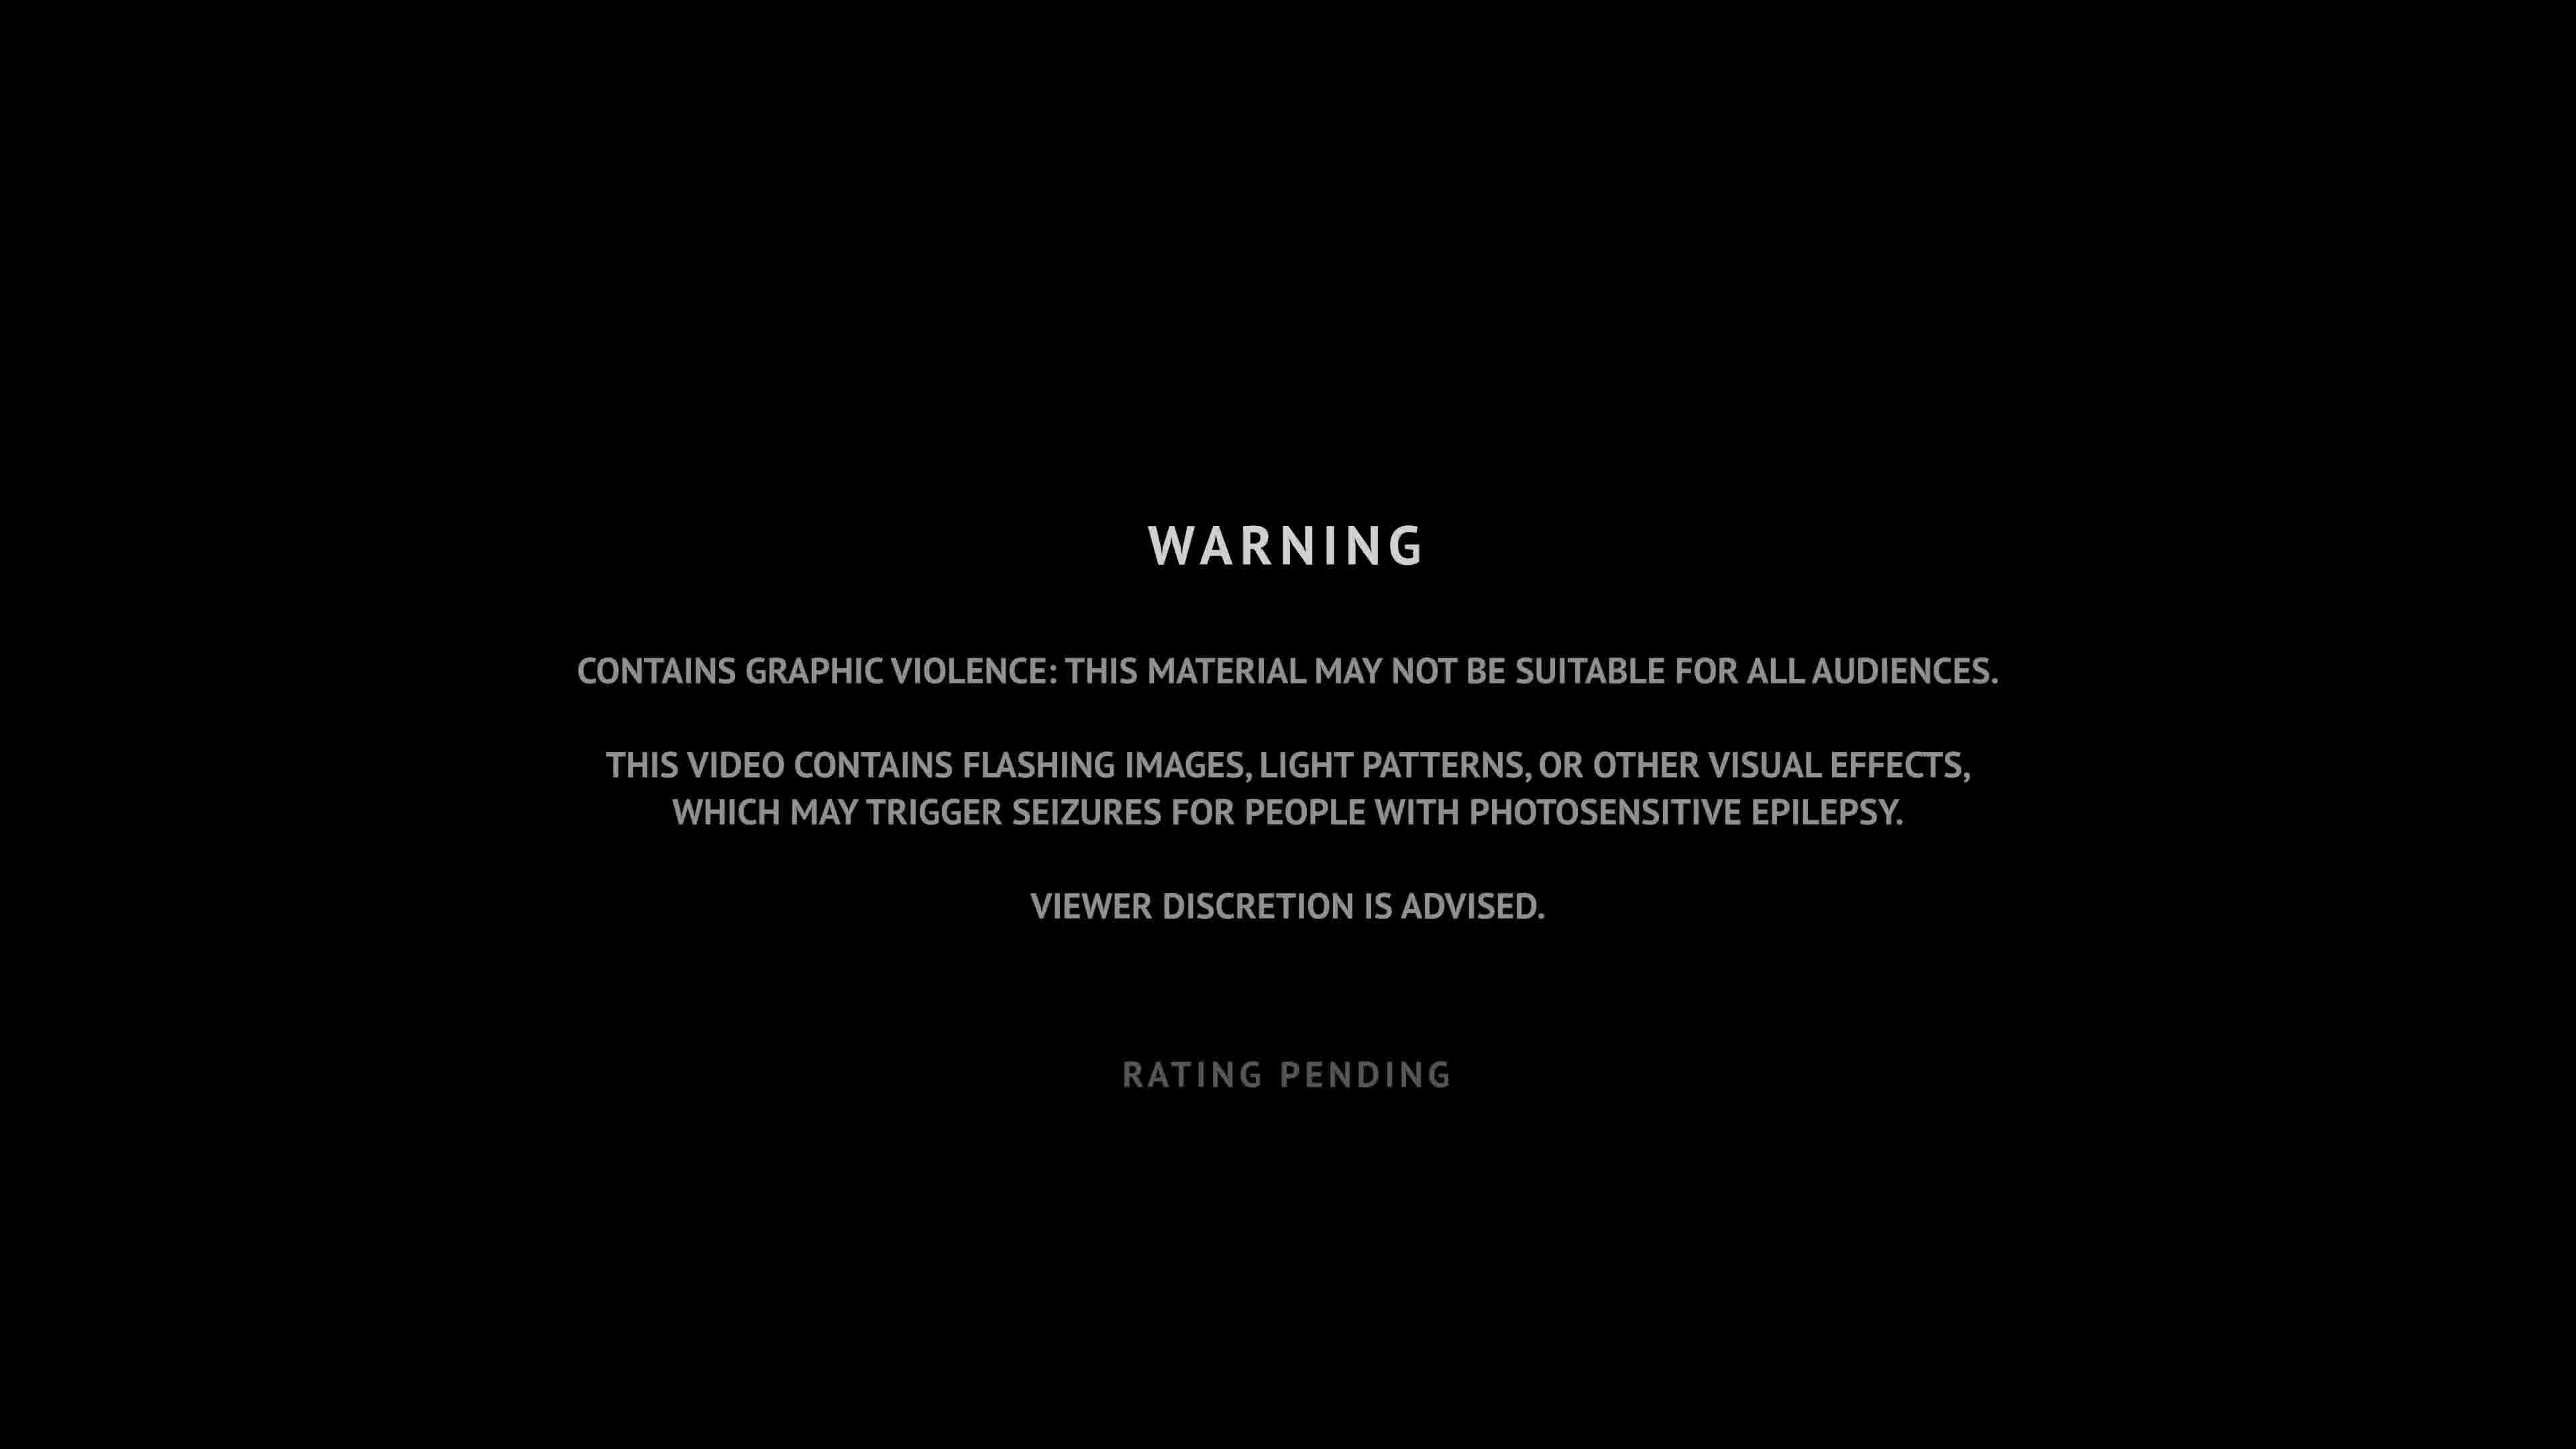 WARNING
CONTAINS GRAPHIC VIOLENCE: THIS MATERIAL MAY NOT BE SUITABLE FOR ALL AUDIENCES.
THIS VIDEO CONTAINS FLASHING IMAGES, LIGHT PATTERNS, OR OTHER VISUAL EFFECTS,
WHICH MAY TRIGGER SEIZURES FOR PEOPLE WITH PHOTOSENSITIVE EPILEPSY.
VIEWER DISCRETION IS ADVISED.
RATING PENDING